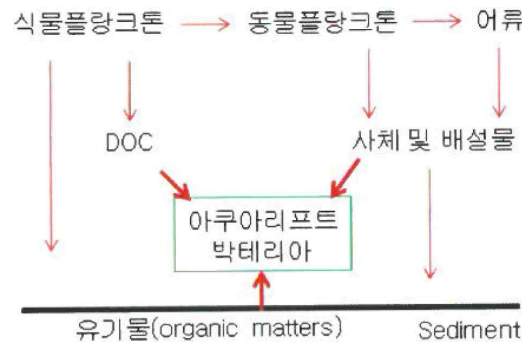 식물플랑크톤 동물플랑크톤 어류
DOC 사체 및 배설물
아쿠아리프트
박테리아
유기물(organic matters) Sediment